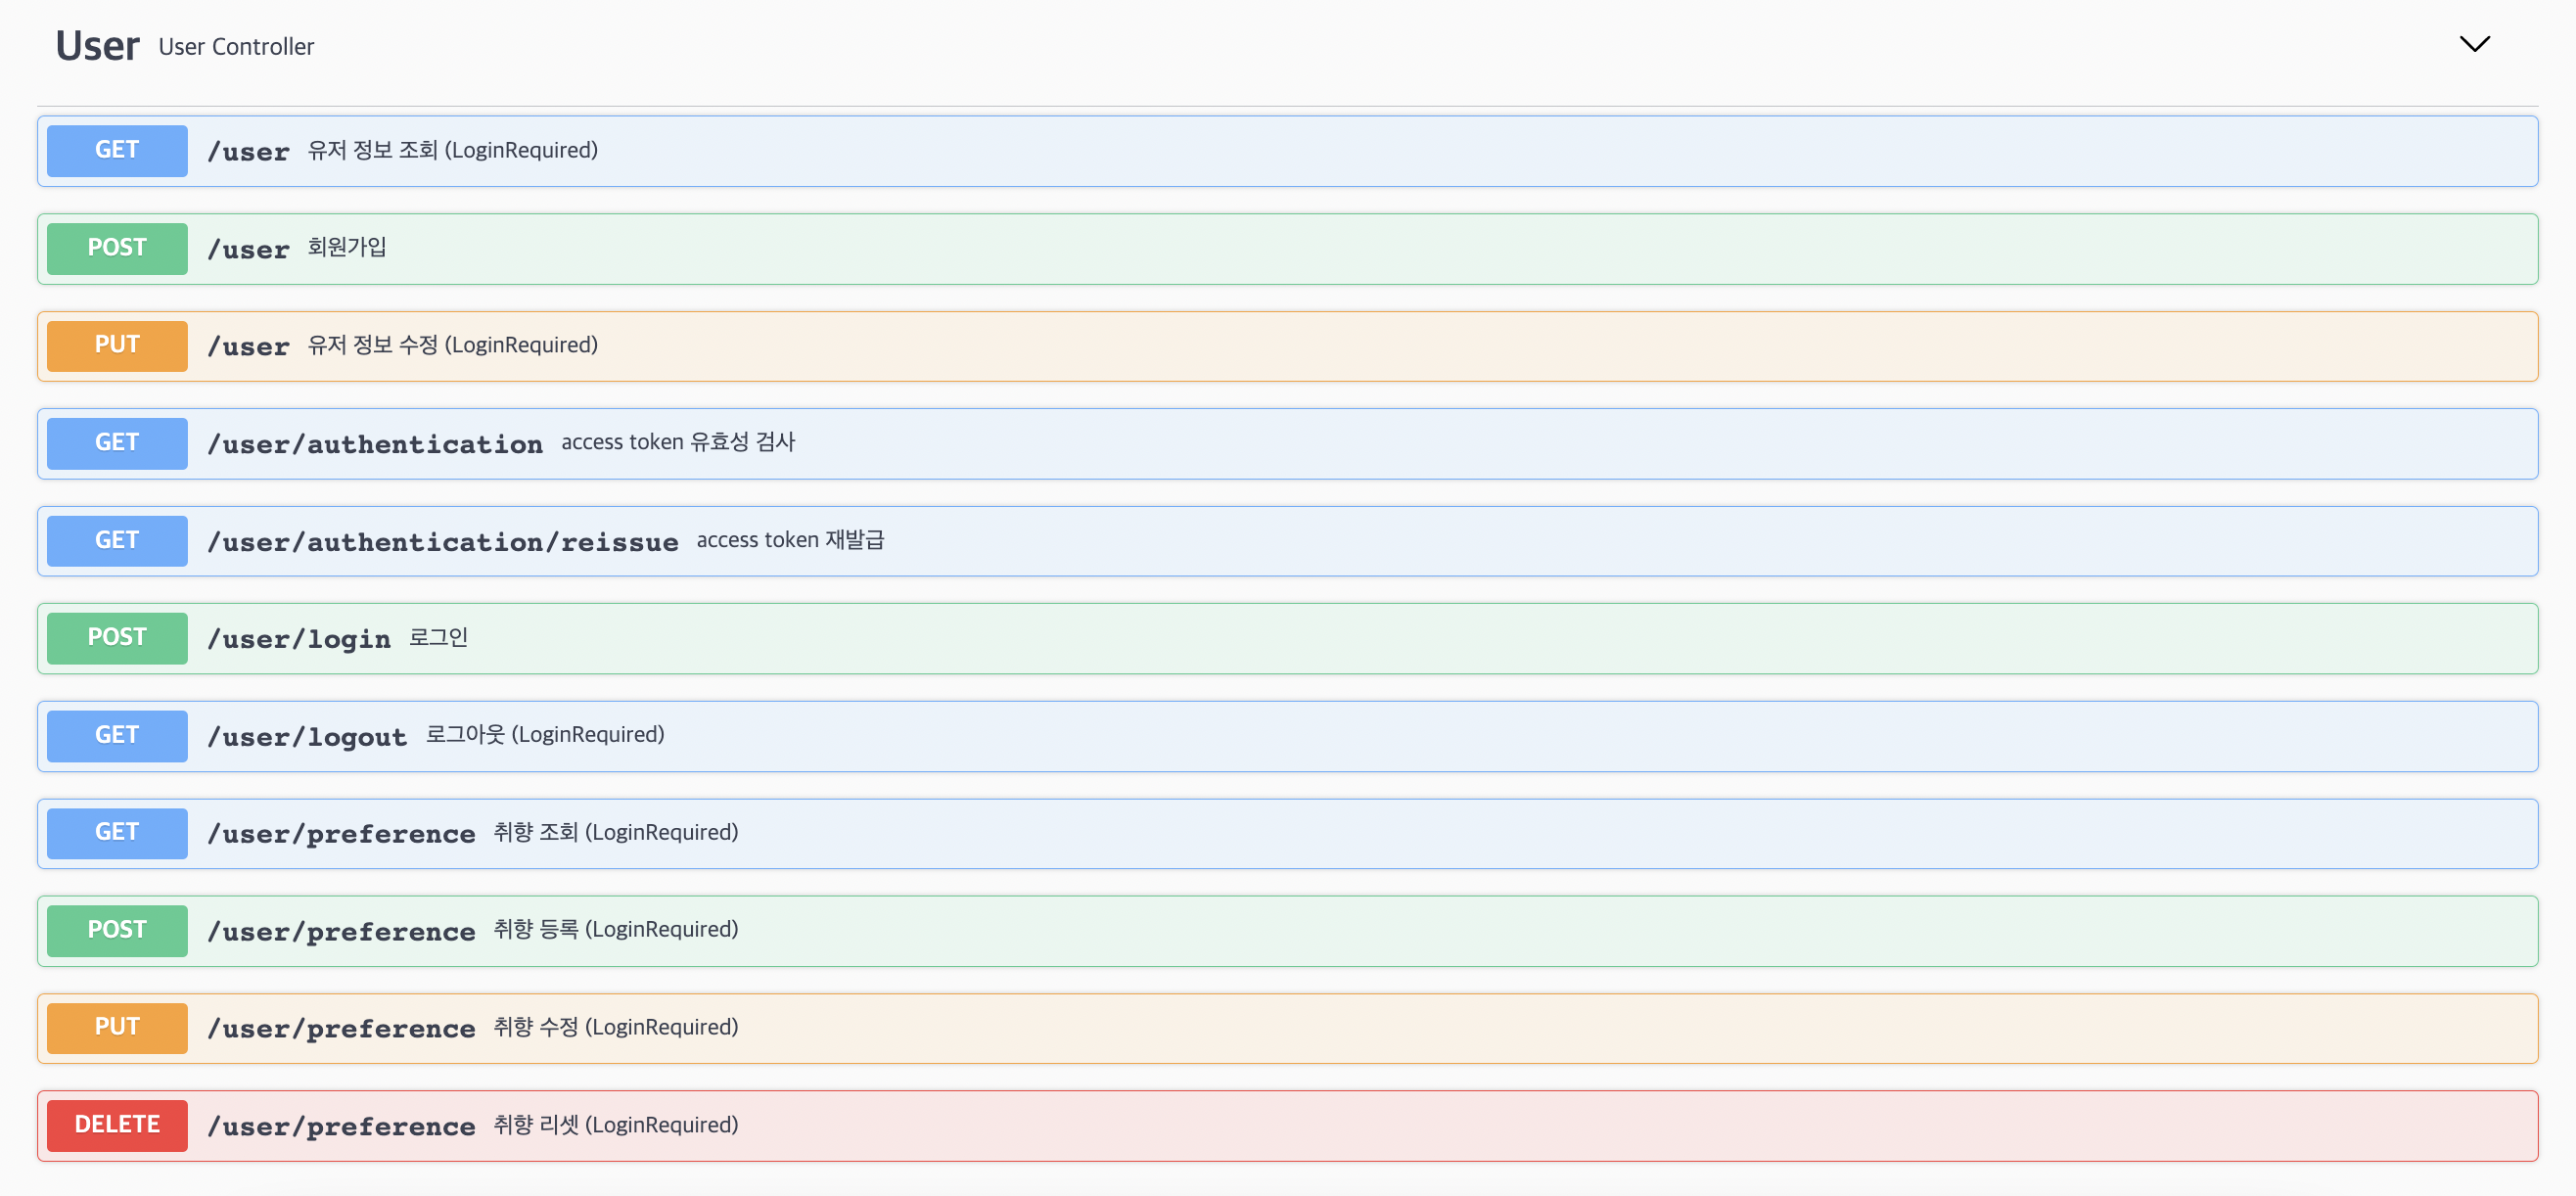 User User Controller
GET /user 유저 정보 조회 (LoginRequired)
POST /user 회원가입
PUT /user 유저 정보 수정 (LoginRequired)
GET /user/authentication access token 유효성 검사
GET /user/authentication/reissue access token 재발급
POST /user/login 로그인
GET /user/logout 로그아웃 (LoginRequired)
GET /user/preference 취향 조회 (LoginRequired)
POST /user/preference 취향 등록 (LoginRequired)
PUT /user/preference 취향 수정 (LoginRequired)
DELETE /user/preference 취향 리셋 (LoginRequired)